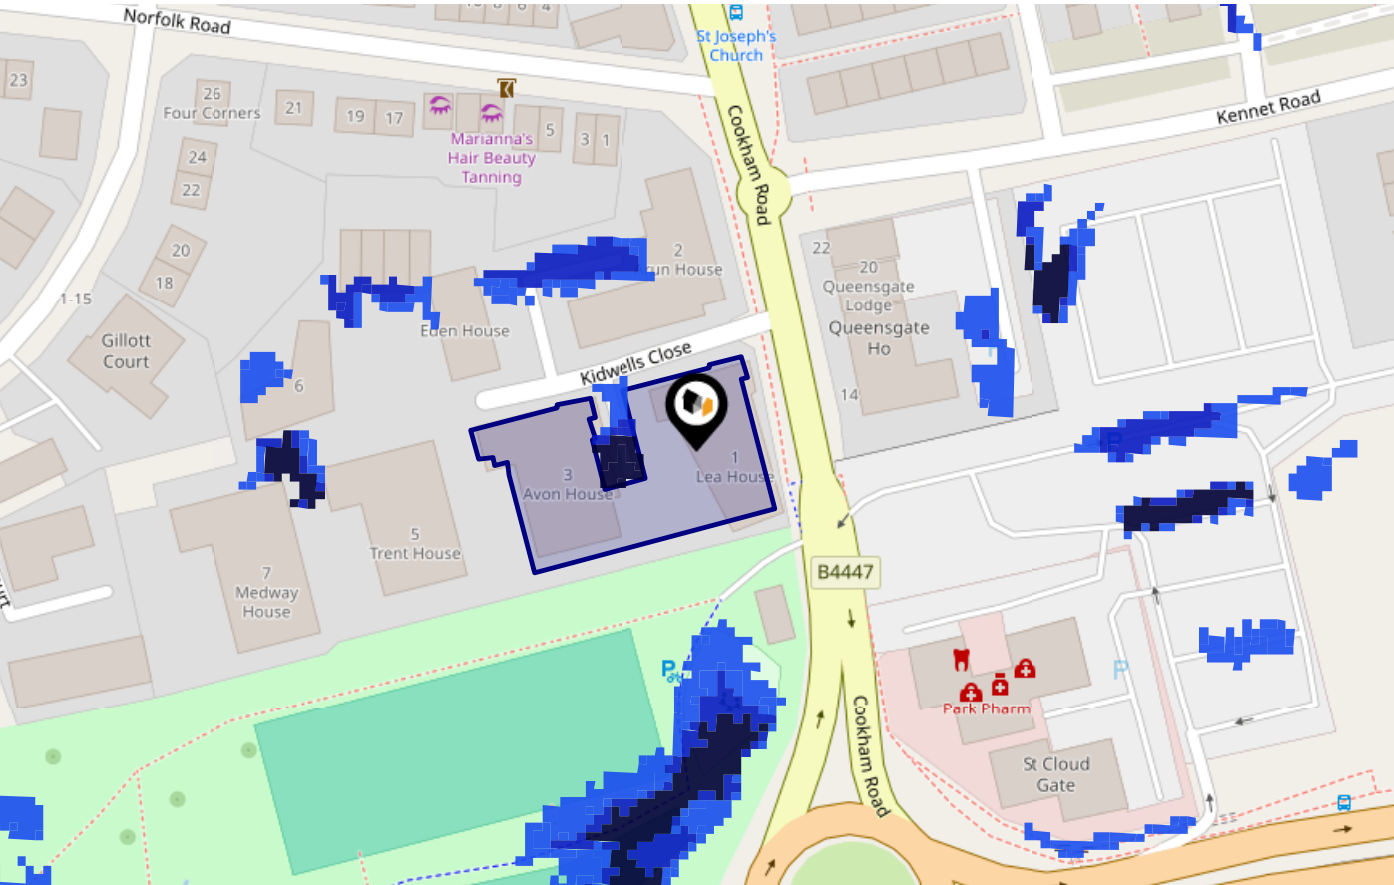 Norfolk Road
St Joseph's
Church
23
26
Four Corners
21
19
17
5
3
1
Marianna's
Hair Beauty
Tanning
24
22
Cookham Road
Kennet Road
20
18
1-15
2
run House
22
20
Queensgate
Lodge
Queensgate
Ho
Gillott
Court
Eden House
Kidwells Close
6
14
P
3
Avon House
1
Lea House
5
Trent House
7
Medway
House
B4447
P
P
Park Pharm
Cookham Road
St Cloud
Gate